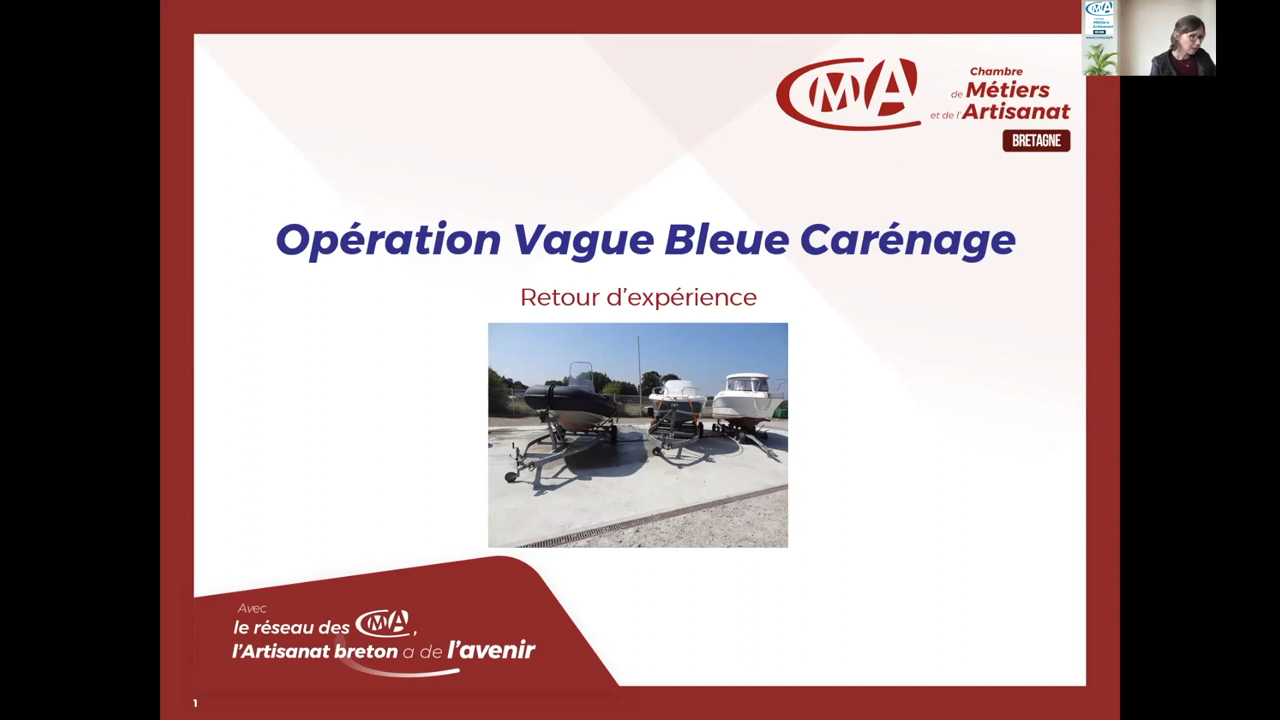 CMA
Chambre
de Métiers
et de l'Artisanat
BRETAGNE
Opération Vague Bleue Carénage
Retour d'expérience
Avec
le réseau des CMA,
l'Artisanat breton a de l'avenir
1